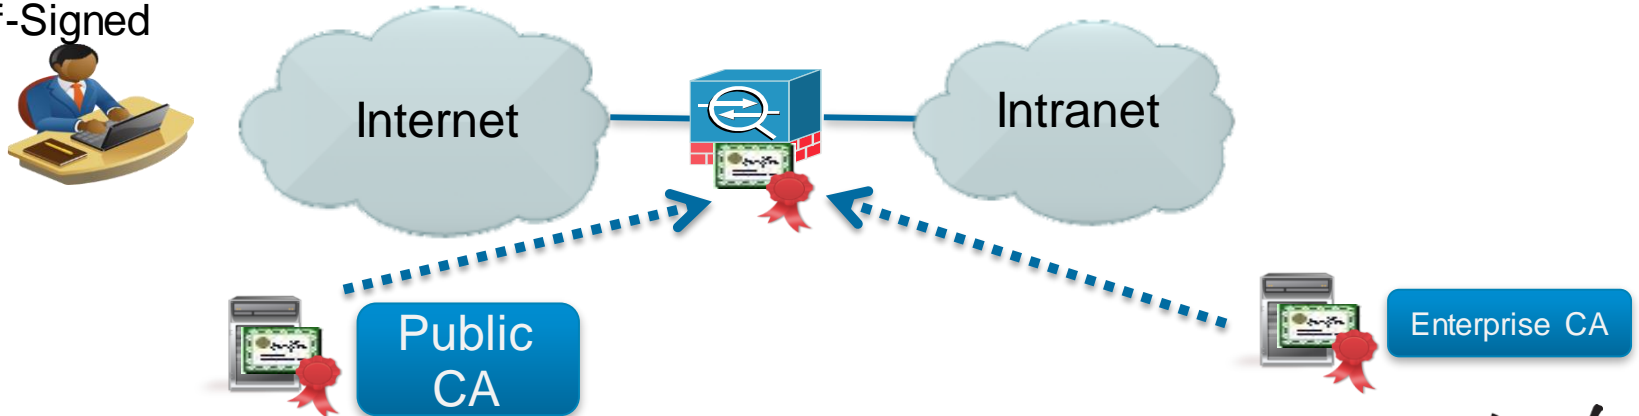 f-Signed
Internet
Intranet
Public
CA
Enterprise CA